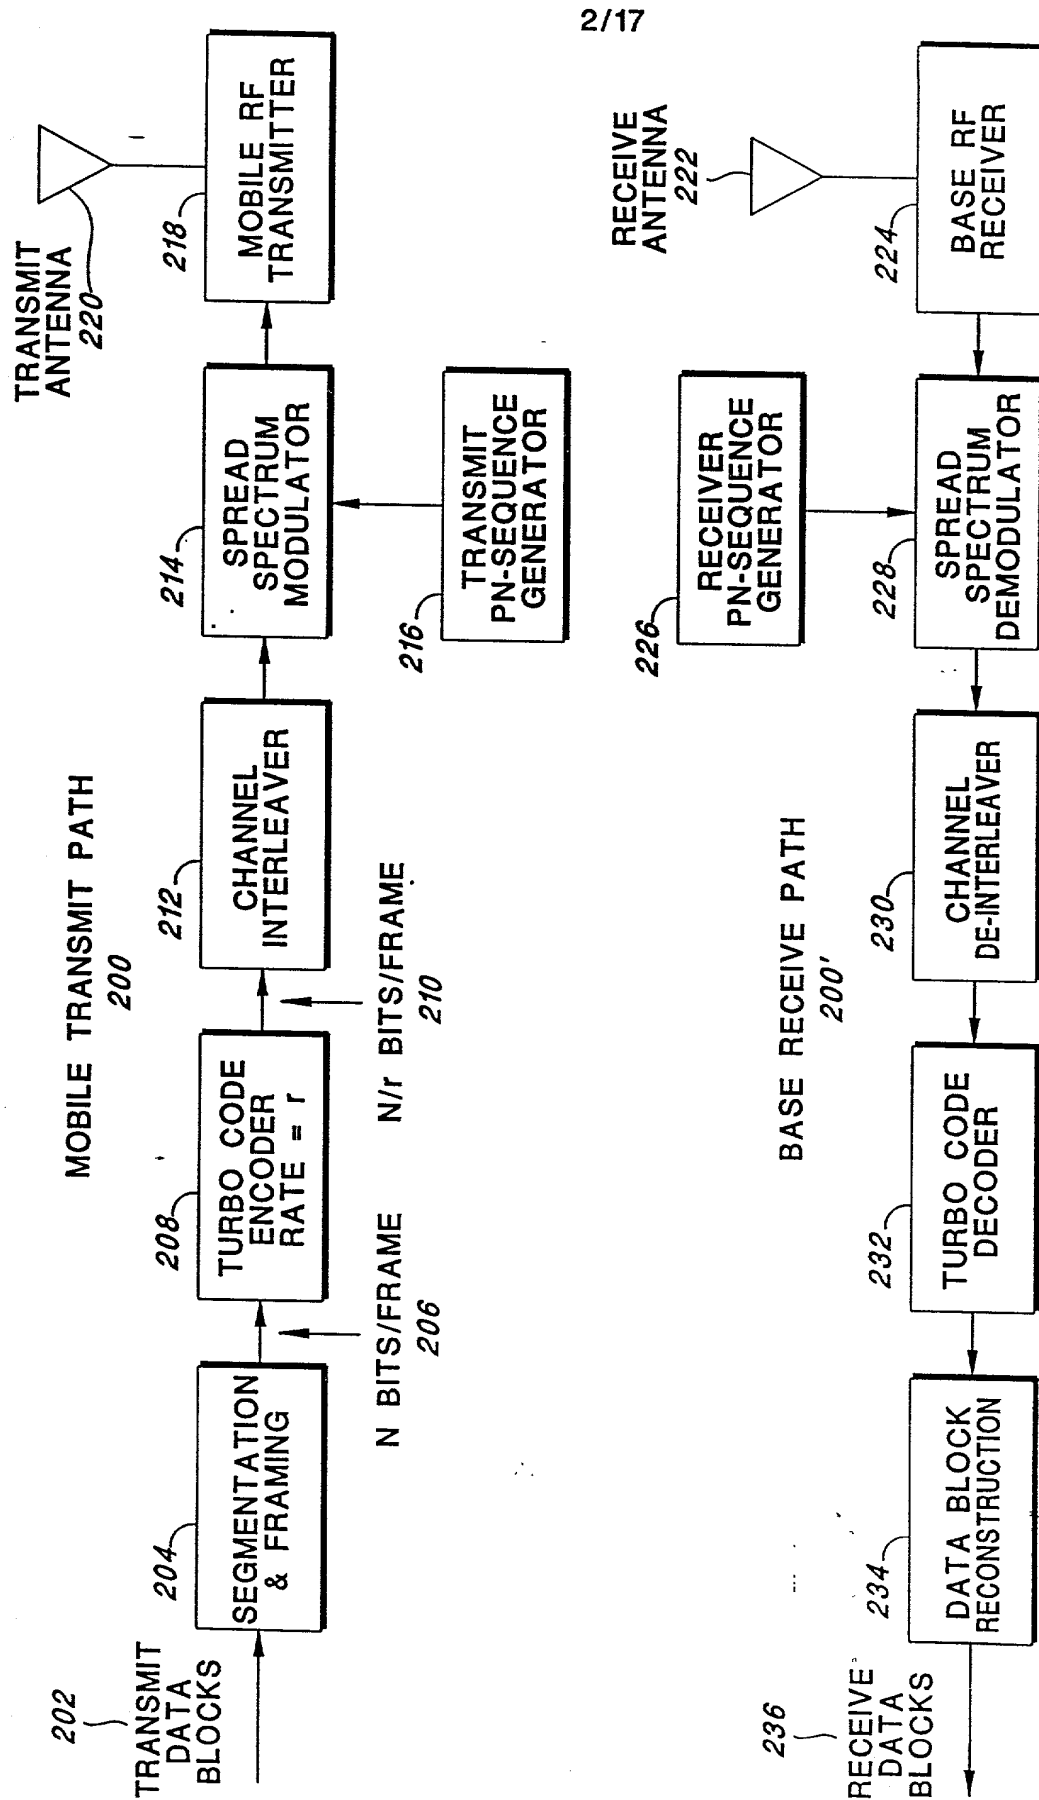 2/17
MOBILE TRANSMIT PATH
200
202
TRANSMIT
DATA
BLOCKS
204
SEGMENTATION
& FRAMING
N BITS/FRAME
206
208
TURBO CODE
ENCODER
RATE = r
N/r BITS/FRAME
210
212
CHANNEL
INTERLEAVER
214
SPREAD
SPECTRUM
MODULATOR
216
TRANSMIT
PN-SEQUENCE
GENERATOR
218
MOBILE RF
TRANSMITTER
TRANSMIT
ANTENNA
220
BASE RECEIVE PATH
200'
RECEIVE
ANTENNA
222
224
BASE RF
RECEIVER
226
RECEIVER
PN-SEQUENCE
GENERATOR
228
SPREAD
SPECTRUM
DEMODULATOR
230
CHANNEL
DE-INTERLEAVER
232
TURBO CODE
DECODER
234
DATA BLOCK
RECONSTRUCTION
236
RECEIVE
DATA
BLOCKS